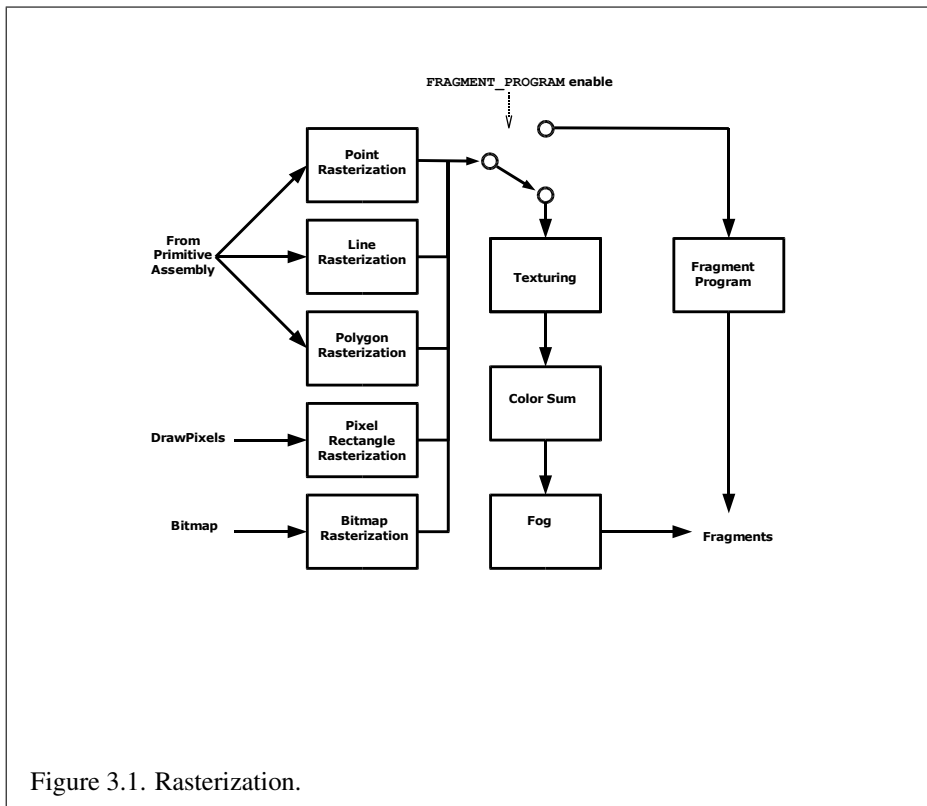 FRAGMENT_PROGRAM enable
Point
Rasterization
From
Primitive
Assembly
Line
Rasterization
Texturing
Fragment
Program
Polygon
Rasterization
Color Sum
DrawPixels
Pixel
Rectangle
Rasterization
Bitmap
Bitmap
Rasterization
Fog
Fragments
Figure 3.1. Rasterization.